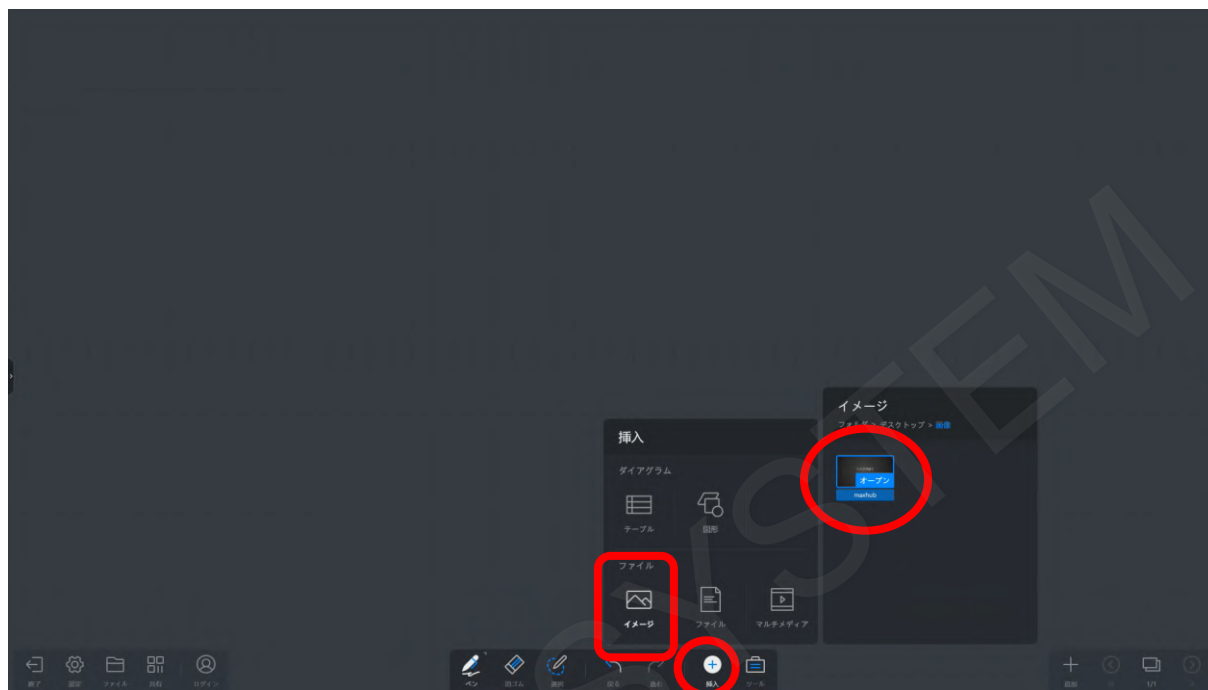 イメージ
フォルダ > デスクトップ > 画像
オープン
maxhub
挿入
ダイアグラム
テーブル
図形
ファイル
イメージ
ファイル
マルチメディア
終了
設定
ファイル
共有
ログイン
ペン
消ゴム
選択
戻る
進む
挿入
ツール
追加
1/1
SYSTEM